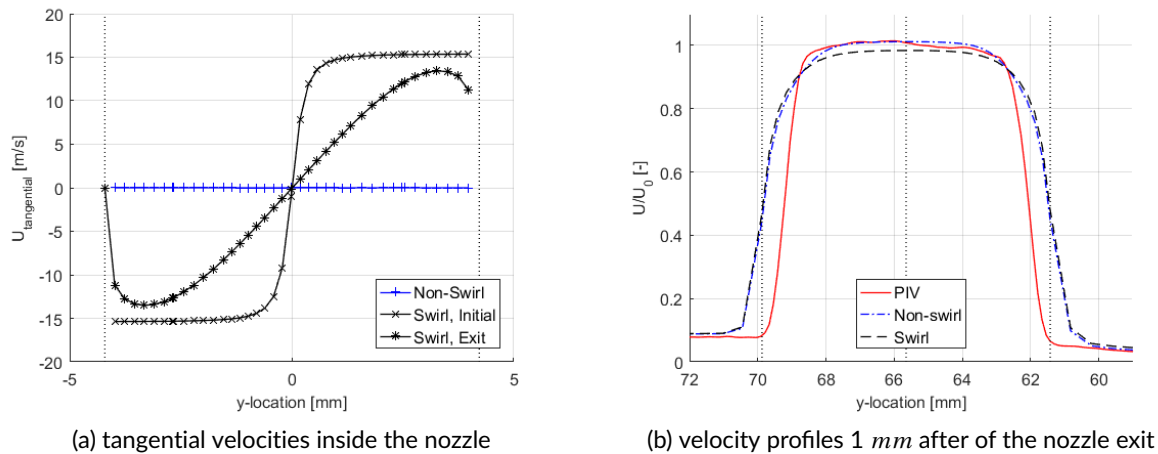 20
15
10
5
0
-5
-10
-15
-20
U_tangential [m/s]
-5
0
5
y-location [mm]
Non-Swirl
Swirl, Initial
Swirl, Exit
(a) tangential velocities inside the nozzle
1
0.8
0.6
0.4
0.2
0
U/U_0 [-]
72
70
68
66
64
62
60
y-location [mm]
PIV
Non-swirl
Swirl
(b) velocity profiles 1 mm after of the nozzle exit